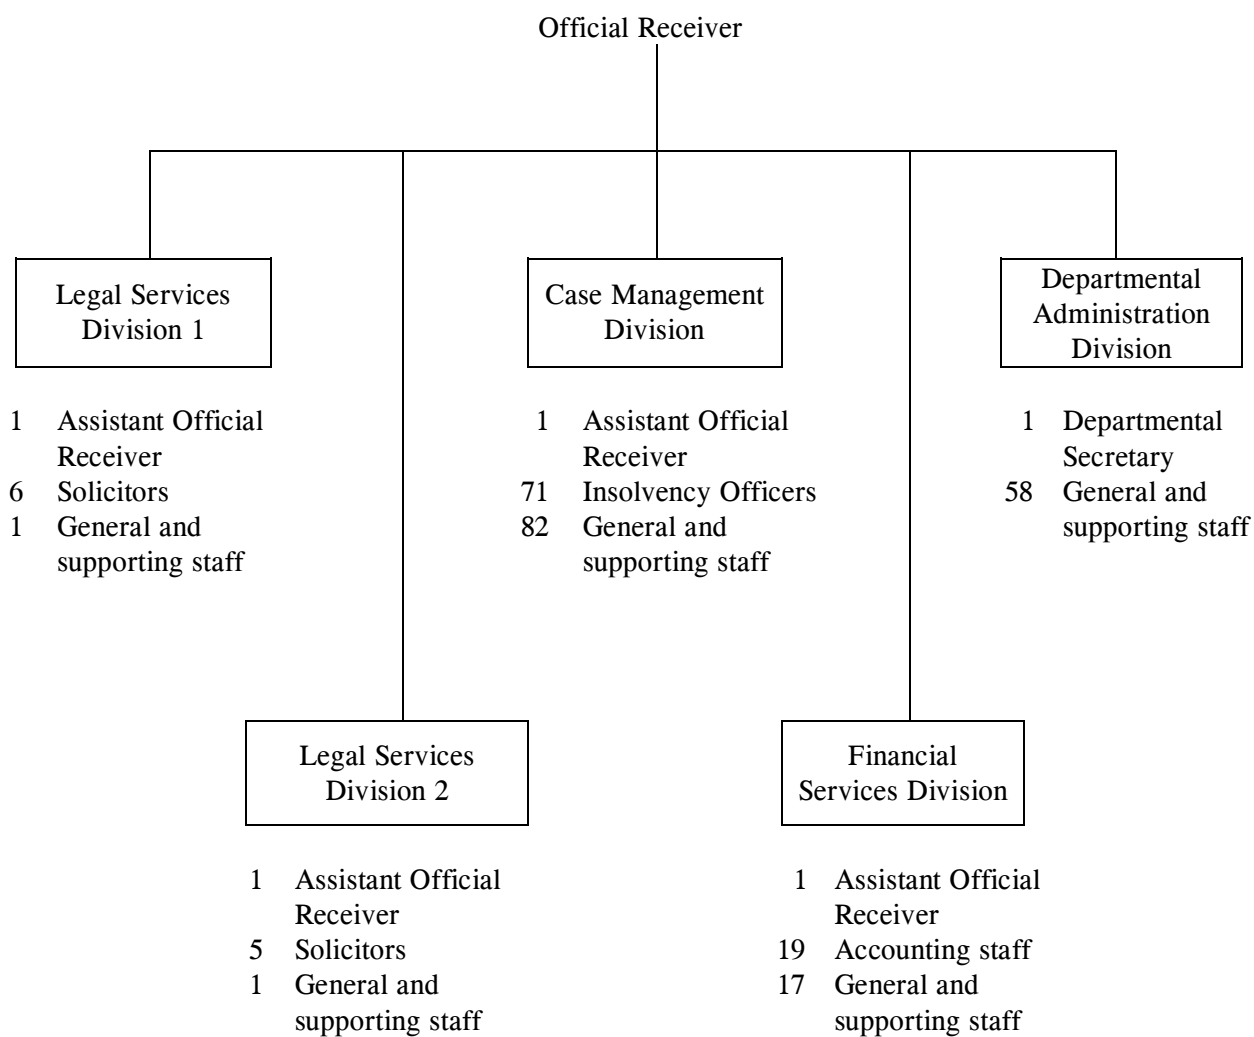 Official Receiver
Legal Services
Division 1
Case Management
Division
Departmental
Administration
Division
1 Assistant Official
Receiver
6 Solicitors
1 General and
supporting staff
1 Assistant Official
Receiver
71 Insolvency Officers
82 General and
supporting staff
1 Departmental
Secretary
58 General and
supporting staff
Legal Services
Division 2
Financial
Services Division
1 Assistant Official
Receiver
5 Solicitors
1 General and
supporting staff
1 Assistant Official
Receiver
19 Accounting staff
17 General and
supporting staff